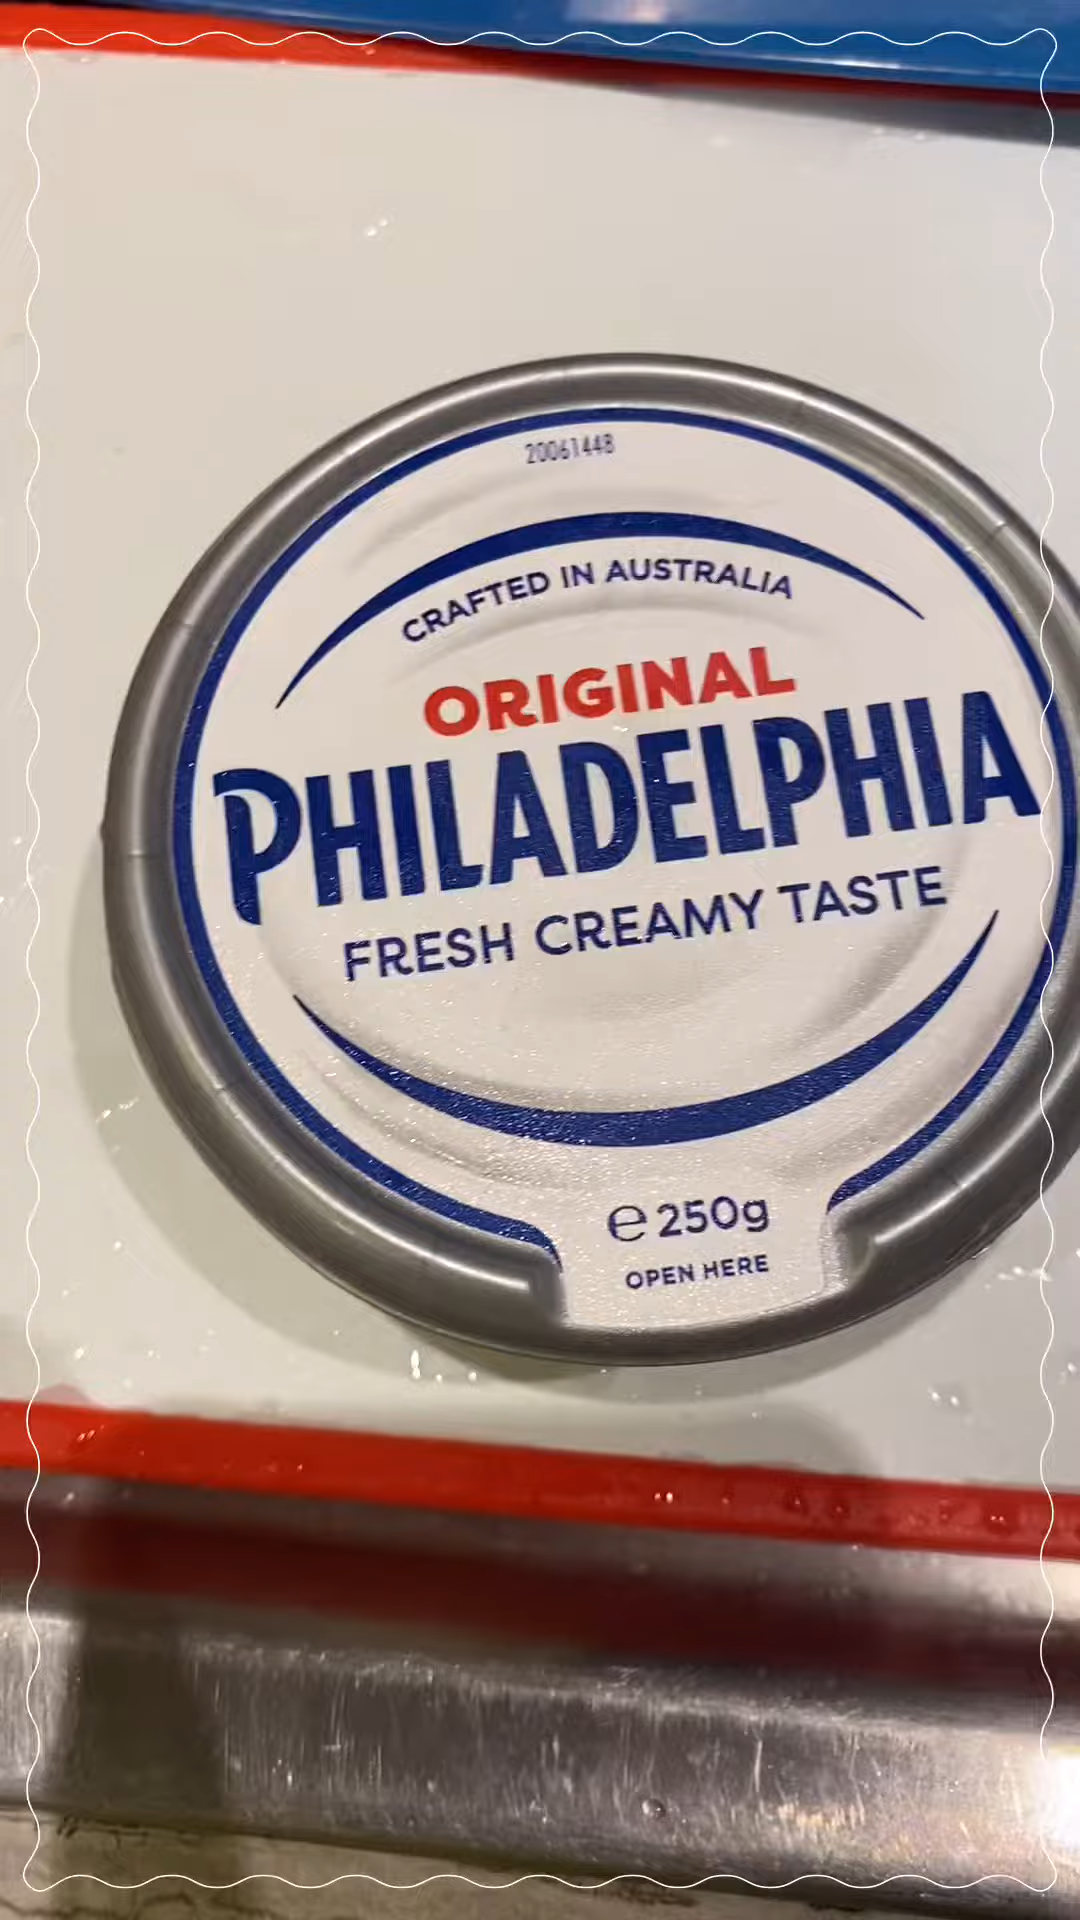 20061448
CRAFTED IN AUSTRALIA
ORIGINAL
PHILADELPHIA
FRESH CREAMY TASTE
℮ 250g
OPEN HERE